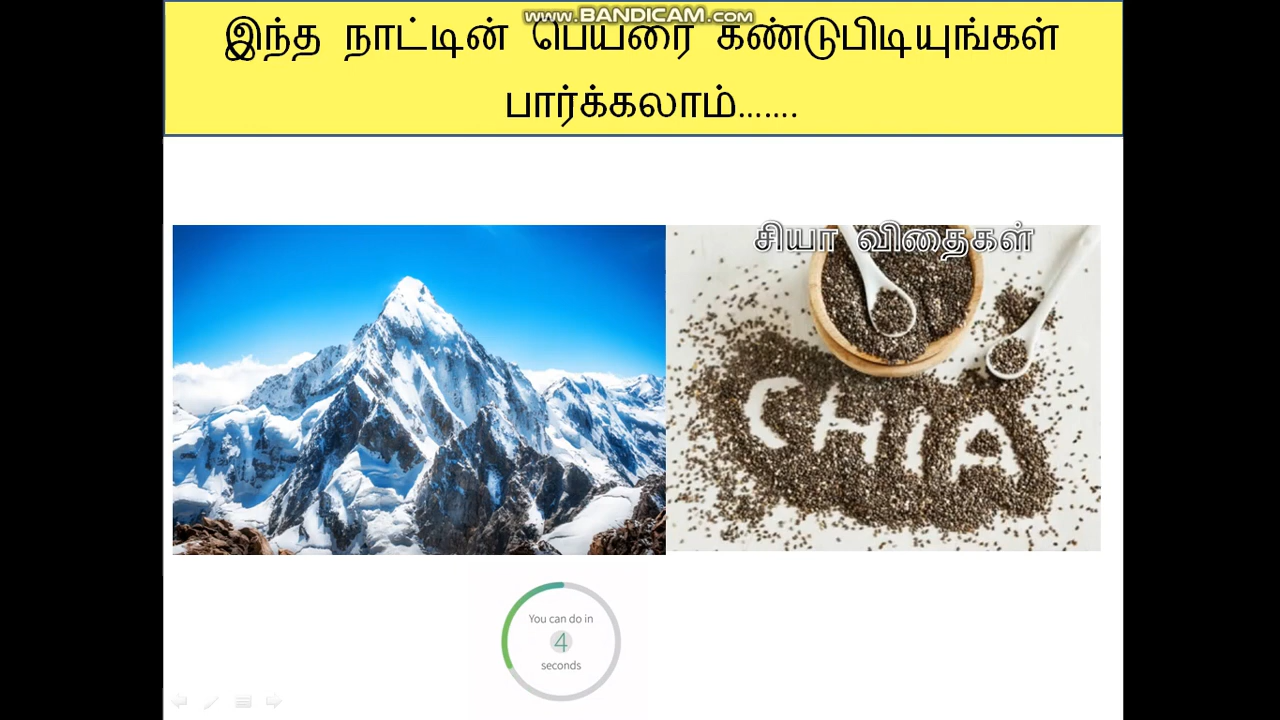 www.BANDICAM.com
இந்த நாட்டின் பெயரை கண்டுபிடியுங்கள்
பார்க்கலாம்.......
சியா விதைகள்
CHIA
You can do in
4
seconds